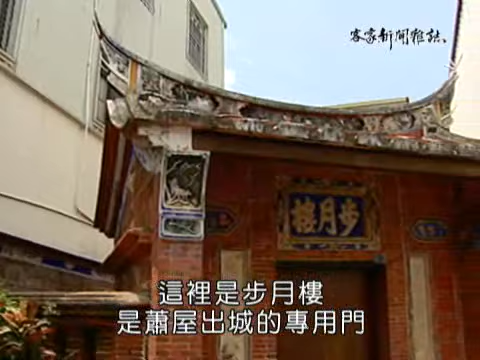 客家新聞雜誌
樓月步
這裡是步月樓
是蕭屋出城的專用門